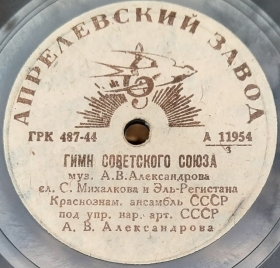 АПРЕЛЕВСКИЙ ЗАВОД
ГРК 487-44 А 11954
3
ГИМН СОВЕТСКОГО СОЮЗА
муз. А.В.Александрова
сл. С. Михалкова и Эль-Регистана
Краснознам. ансамбль СССР
под упр. нар. арт. СССР
А. В. Александрова